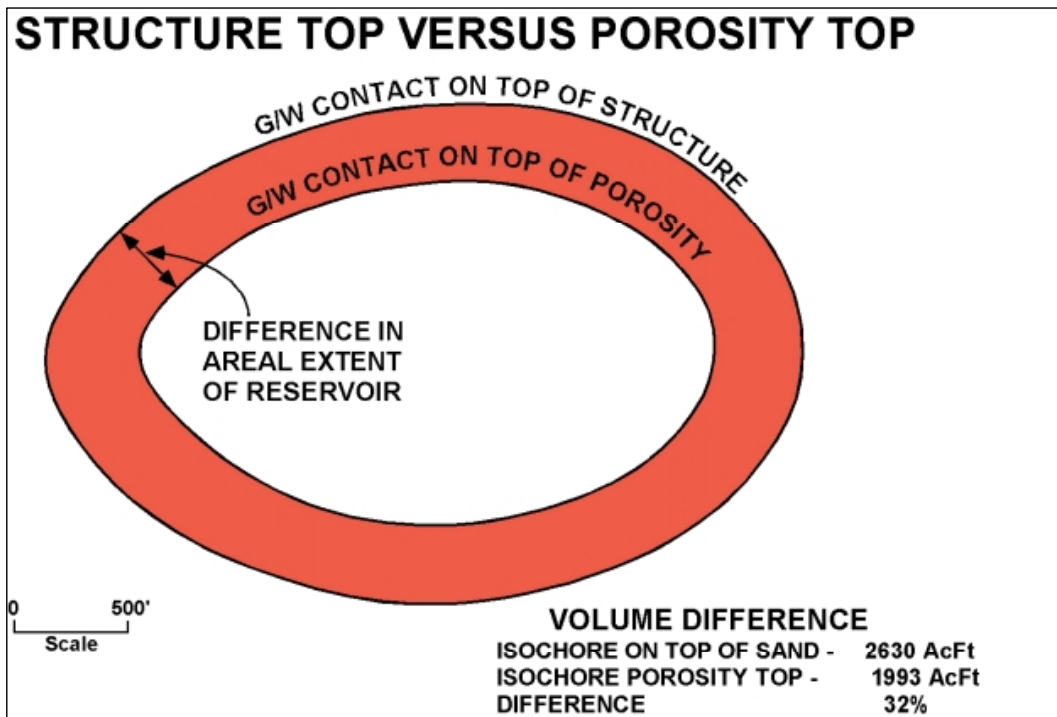 STRUCTURE TOP VERSUS POROSITY TOP
G/W CONTACT ON TOP OF STRUCTURE
G/W CONTACT ON TOP OF POROSITY
DIFFERENCE IN
AREAL EXTENT
OF RESERVOIR
0 500'
Scale
VOLUME DIFFERENCE
ISOCHORE ON TOP OF SAND - 2630 AcFt
ISOCHORE POROSITY TOP - 1993 AcFt
DIFFERENCE 32%